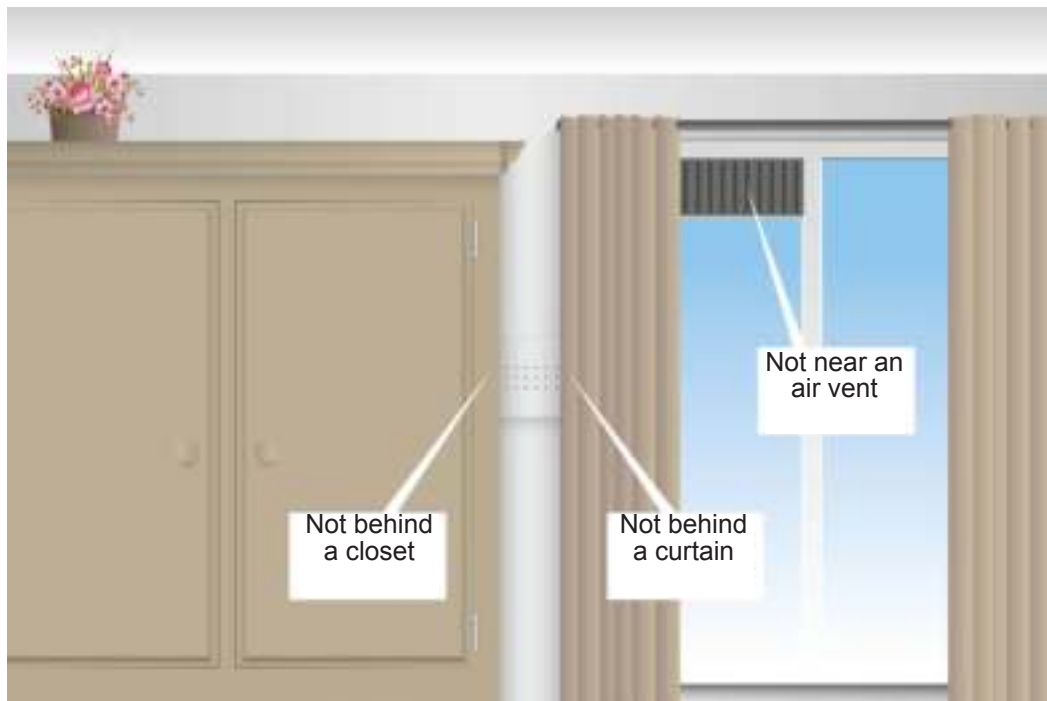 Not near an
air vent
Not behind
a closet
Not behind
a curtain